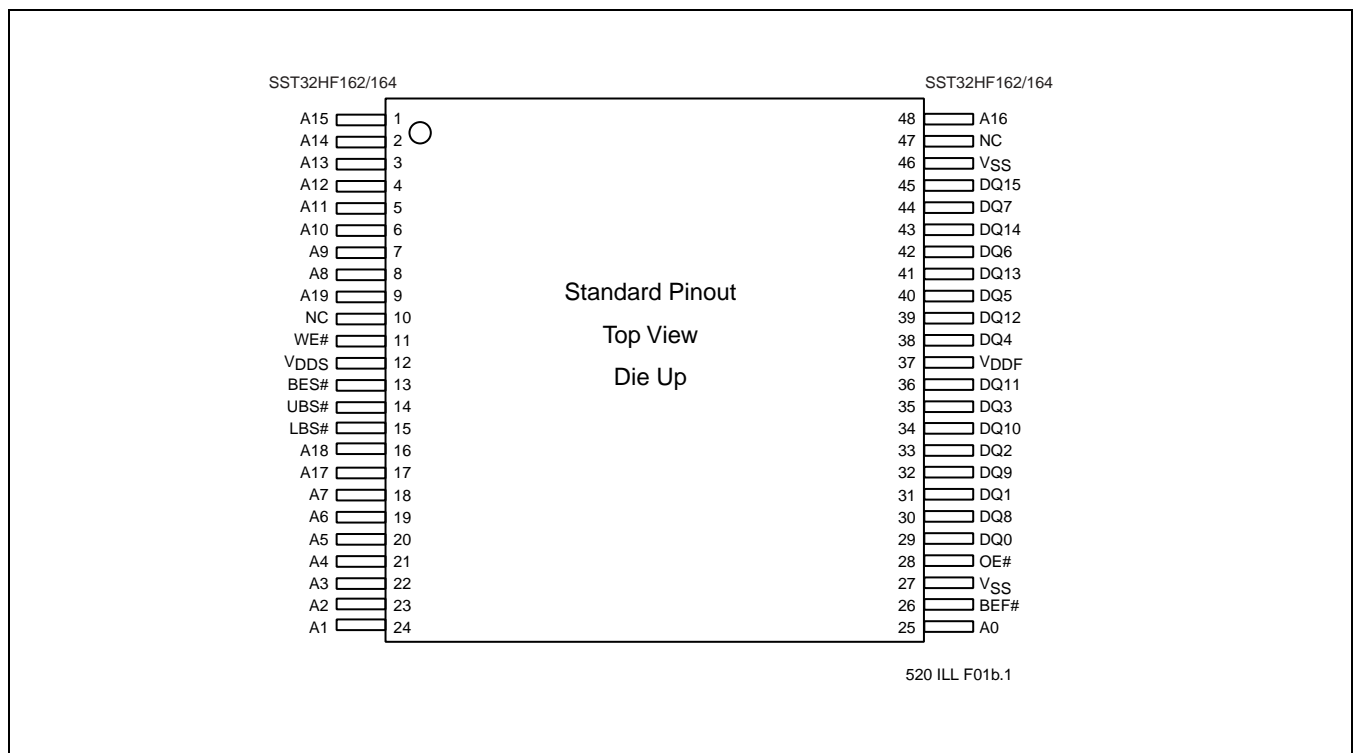 SST32HF162/164 SST32HF162/164
A15 1 48 A16
A14 2 47 NC
A13 3 46 VSS
A12 4 45 DQ15
A11 5 44 DQ7
A10 6 43 DQ14
A9 7 42 DQ6
A8 8 41 DQ13
A19 9 40 DQ5
NC 10 39 DQ12
WE# 11 38 DQ4
VDDS 12 37 VDDF
BES# 13 36 DQ11
UBS# 14 35 DQ3
LBS# 15 34 DQ10
A18 16 33 DQ2
A17 17 32 DQ9
A7 18 31 DQ1
A6 19 30 DQ8
A5 20 29 DQ0
A4 21 28 OE#
A3 22 27 VSS
A2 23 26 BEF#
A1 24 25 A0
Standard Pinout
Top View
Die Up
520 ILL F01b.1